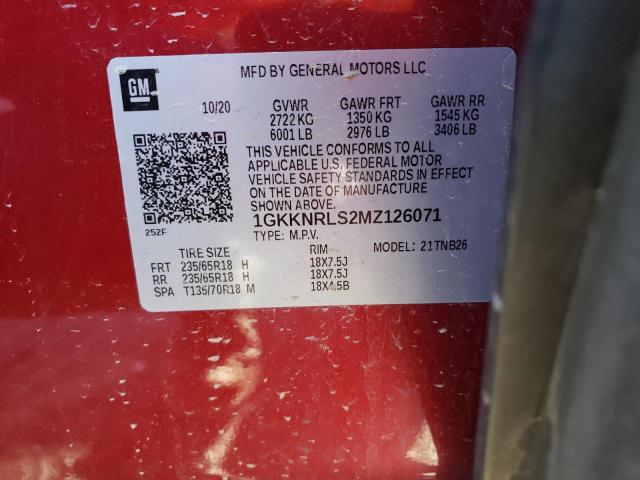 GM
MFD BY GENERAL MOTORS LLC
10/20 GVWR GAWR FRT GAWR RR
2722 KG 1350 KG 1545 KG
6001 LB 2976 LB 3406 LB
THIS VEHICLE CONFORMS TO ALL
APPLICABLE U.S. FEDERAL MOTOR
VEHICLE SAFETY STANDARDS IN EFFECT
ON THE DATE OF MANUFACTURE
1GKKNRLS2MZ126071
252F
TYPE: M.P.V. MODEL: 21TNB26
TIRE SIZE RIM
FRT 235/65R18 H 18X7.5J
RR 235/65R18 H 18X7.5J
SPA T135/70R18 M 18X4.5B